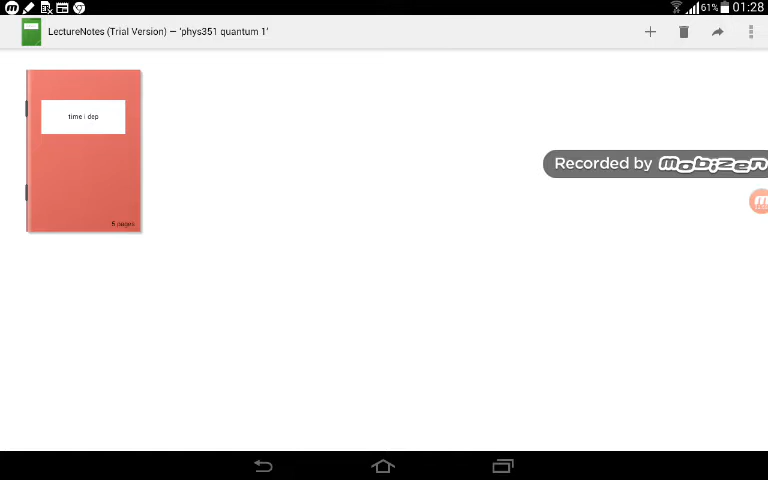 61% 01:28
LectureNotes (Trial Version) — 'phys351 quantum 1'
time i dep
Recorded by mobizen
5 pages